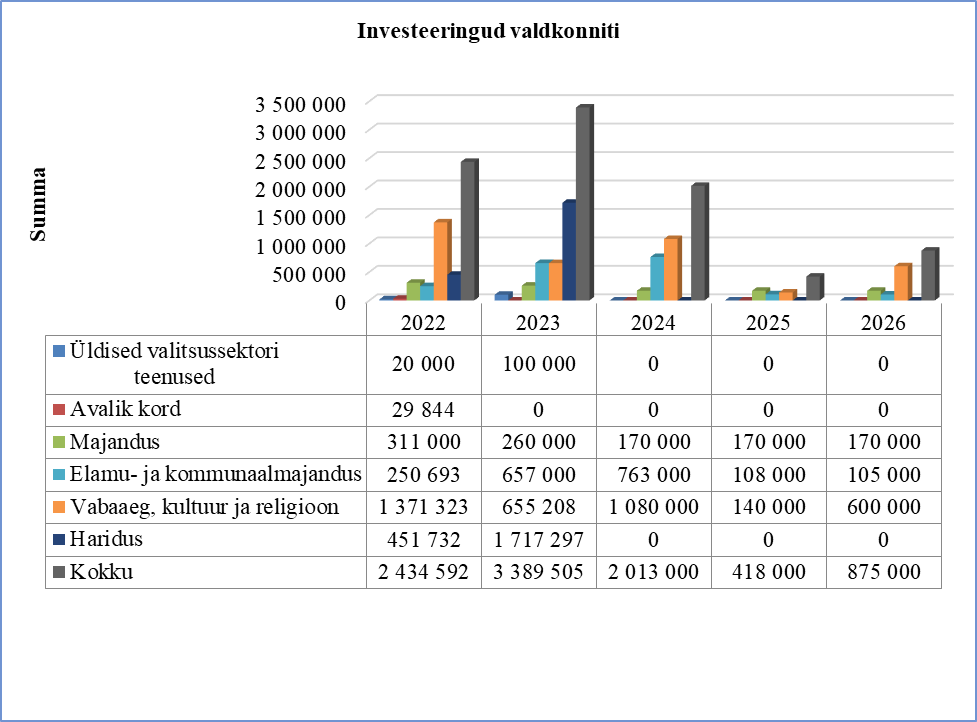 Investeeringud valdkonniti
Summa
3 500 000
3 000 000
2 500 000
2 000 000
1 500 000
1 000 000
500 000
0
2022 2023 2024 2025 2026
Üldised valitsussektori
teenused 20 000 100 000 0 0 0
Avalik kord 29 844 0 0 0 0
Majandus 311 000 260 000 170 000 170 000 170 000
Elamu- ja kommunaalmajandus 250 693 657 000 763 000 108 000 105 000
Vabaaeg, kultuur ja religioon 1 371 323 655 208 1 080 000 140 000 600 000
Haridus 451 732 1 717 297 0 0 0
Kokku 2 434 592 3 389 505 2 013 000 418 000 875 000